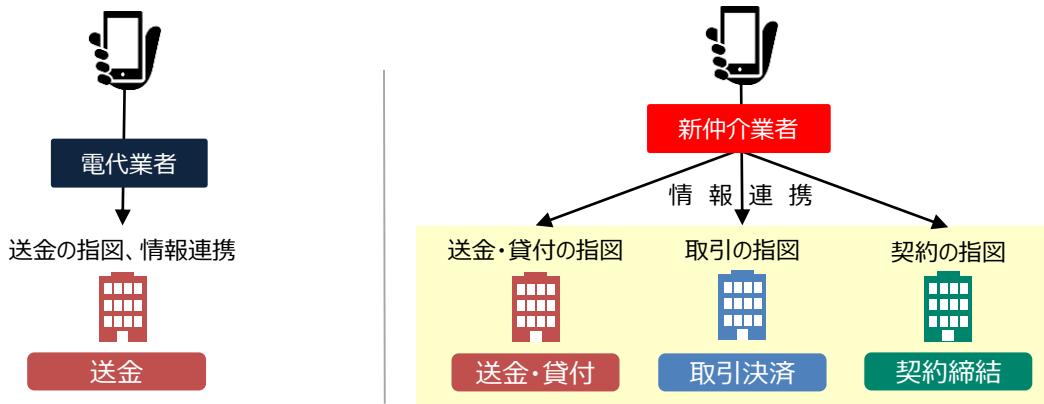 電代業者
送金の指図、情報連携
送金
新仲介業者
情報連携
送金・貸付の指図
取引の指図
契約の指図
送金・貸付
取引決済
契約締結